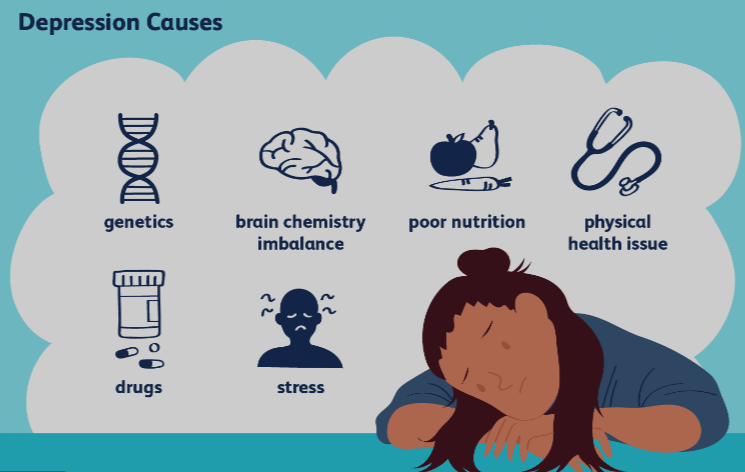 Depression Causes
genetics
brain chemistry
imbalance
poor nutrition
physical
health issue
drugs
stress